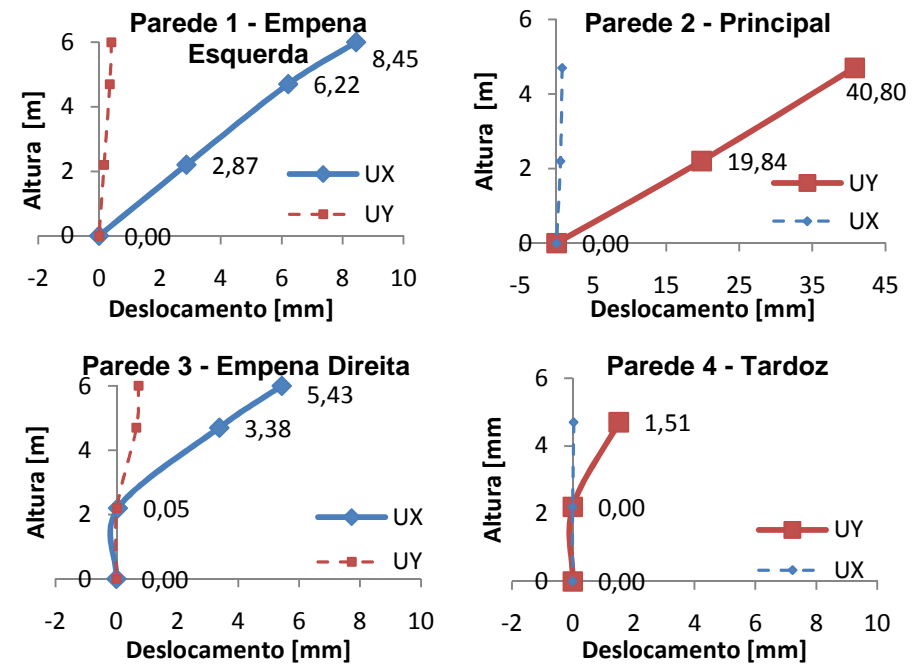 Parede 1 - Empena
Esquerda
Altura [m]
6
4
2
0
8,45
6,22
2,87
0,00
UX
UY
-2 0 2 4 6 8 10
Deslocamento [mm]
Parede 2 - Principal
Altura [m]
6
4
2
0
40,80
19,84
0,00
UY
UX
-5 5 15 25 35 45
Deslocamento [mm]
Parede 3 - Empena Direita
Altura [m]
6
4
2
0
5,43
3,38
0,05
0,00
UX
UY
-2 0 2 4 6 8 10
Deslocamento [mm]
Parede 4 - Tardoz
Altura [mm
6
4
2
0
1,51
0,00
0,00
UY
UX
-2 0 2 4 6 8 10
Deslocamento [mm]